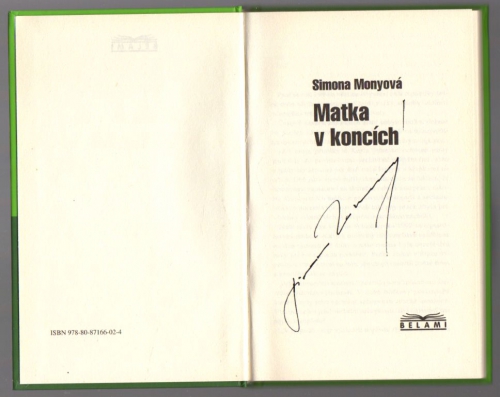 ISBN 978-80-87166-02-4
Simona Monyová
Matka
v koncích
BELAMI